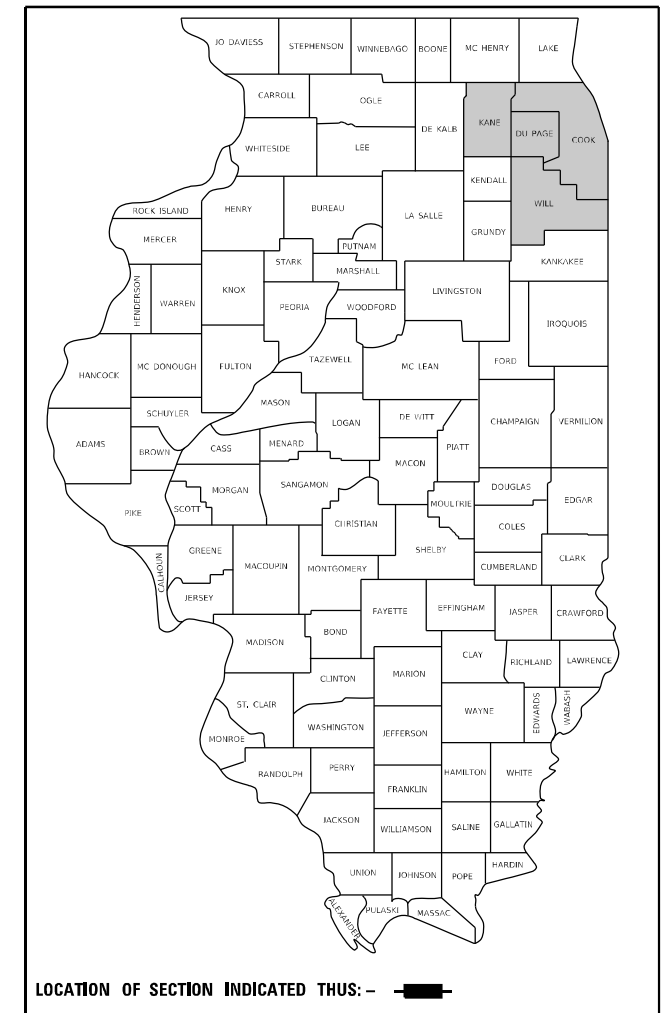 JO DAVIESS
STEPHENSON
WINNEBAGO
BOONE
MC HENRY
LAKE
CARROLL
OGLE
DE KALB
KANE
DU PAGE
COOK
WHITESIDE
LEE
KENDALL
WILL
ROCK ISLAND
HENRY
BUREAU
LA SALLE
GRUNDY
MERCER
PUTNAM
STARK
MARSHALL
KANKAKEE
HENDERSON
WARREN
KNOX
PEORIA
WOODFORD
LIVINGSTON
IROQUOIS
HANCOCK
MC DONOUGH
FULTON
TAZEWELL
MC LEAN
FORD
SCHUYLER
MASON
LOGAN
DE WITT
CHAMPAIGN
VERMILION
ADAMS
BROWN
CASS
MENARD
PIATT
MACON
PIKE
SCOTT
MORGAN
SANGAMON
MOULTRIE
DOUGLAS
EDGAR
CHRISTIAN
COLES
CALHOUN
GREENE
MACOUPIN
MONTGOMERY
SHELBY
CUMBERLAND
CLARK
JERSEY
FAYETTE
EFFINGHAM
JASPER
CRAWFORD
MADISON
BOND
CLAY
RICHLAND
LAWRENCE
CLINTON
MARION
ST. CLAIR
WASHINGTON
JEFFERSON
WAYNE
EDWARDS
WABASH
MONROE
RANDOLPH
PERRY
FRANKLIN
HAMILTON
WHITE
JACKSON
WILLIAMSON
SALINE
GALLATIN
UNION
JOHNSON
POPE
HARDIN
ALEXANDER
PULASKI
MASSAC
LOCATION OF SECTION INDICATED THUS: –